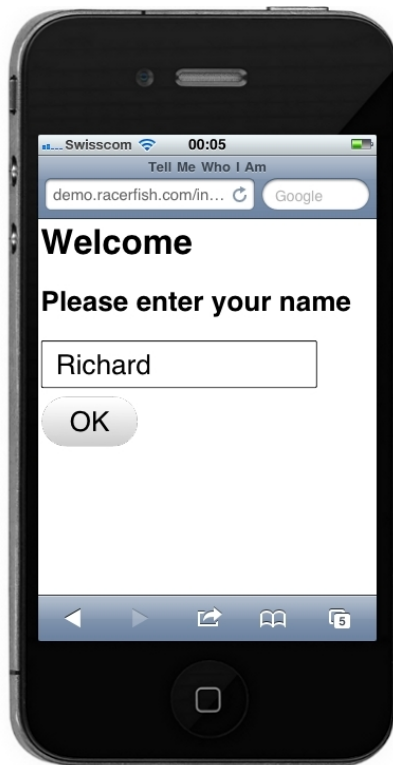 Swisscom 00:05
Tell Me Who I Am
demo.racerfish.com/in... Google
Welcome
Please enter your name
Richard
OK
5